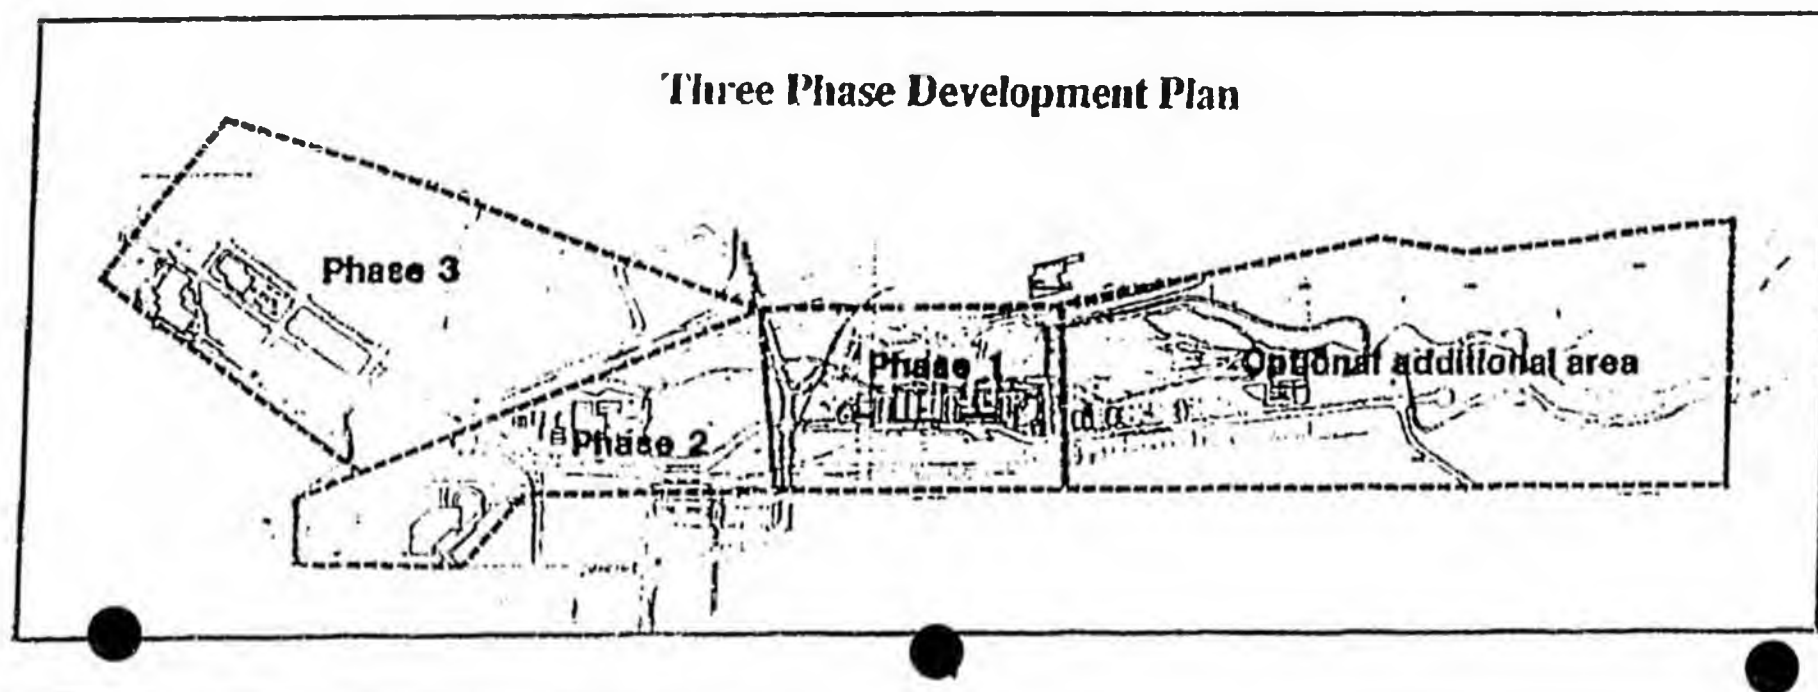 Three Phase Development Plan
Phase 3
Phase 1
Optional additional area
Phase 2